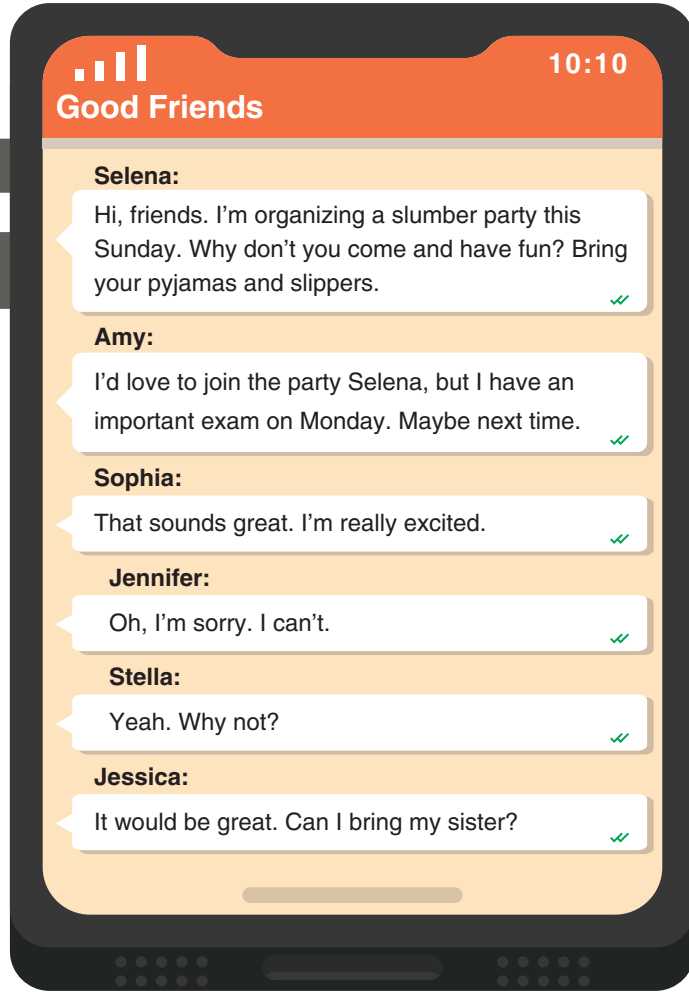 10:10
Good Friends
Selena:
Hi, friends. I’m organizing a slumber party this
Sunday. Why don’t you come and have fun? Bring
your pyjamas and slippers.
Amy:
I’d love to join the party Selena, but I have an
important exam on Monday. Maybe next time.
Sophia:
That sounds great. I’m really excited.
Jennifer:
Oh, I’m sorry. I can’t.
Stella:
Yeah. Why not?
Jessica:
It would be great. Can I bring my sister?